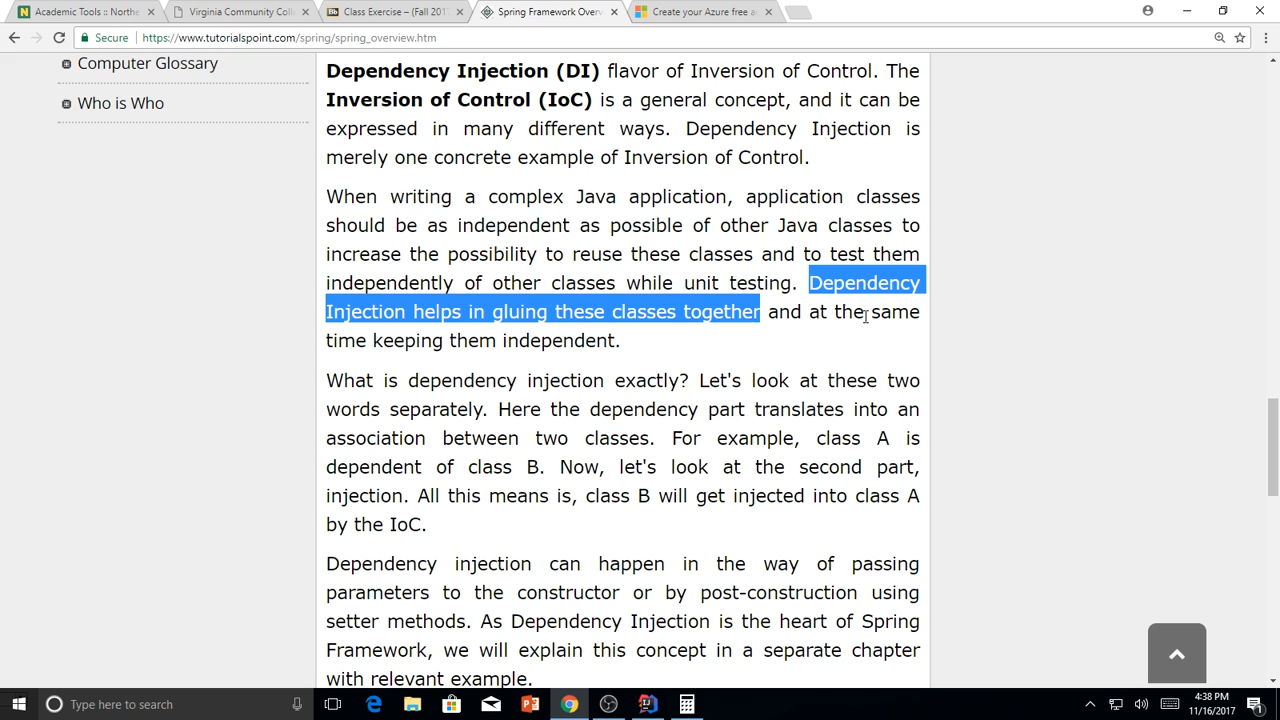 Academic Tools :: Northe
Virginia Community Coll
Class Exercise – (Fall 201
Spring Framework Overv
Create your Azure free a
Secure
https://www.tutorialspoint.com/spring/spring_overview.htm
Computer Glossary
Who is Who
Dependency Injection (DI) flavor of Inversion of Control. The
Inversion of Control (IoC) is a general concept, and it can be
expressed in many different ways. Dependency Injection is
merely one concrete example of Inversion of Control.
When writing a complex Java application, application classes
should be as independent as possible of other Java classes to
increase the possibility to reuse these classes and to test them
independently of other classes while unit testing. Dependency
Injection helps in gluing these classes together and at the same
time keeping them independent.
What is dependency injection exactly? Let's look at these two
words separately. Here the dependency part translates into an
association between two classes. For example, class A is
dependent of class B. Now, let's look at the second part,
injection. All this means is, class B will get injected into class A
by the IoC.
Dependency injection can happen in the way of passing
parameters to the constructor or by post-construction using
setter methods. As Dependency Injection is the heart of Spring
Framework, we will explain this concept in a separate chapter
with relevant example.
Type here to search
4:38 PM
11/16/2017